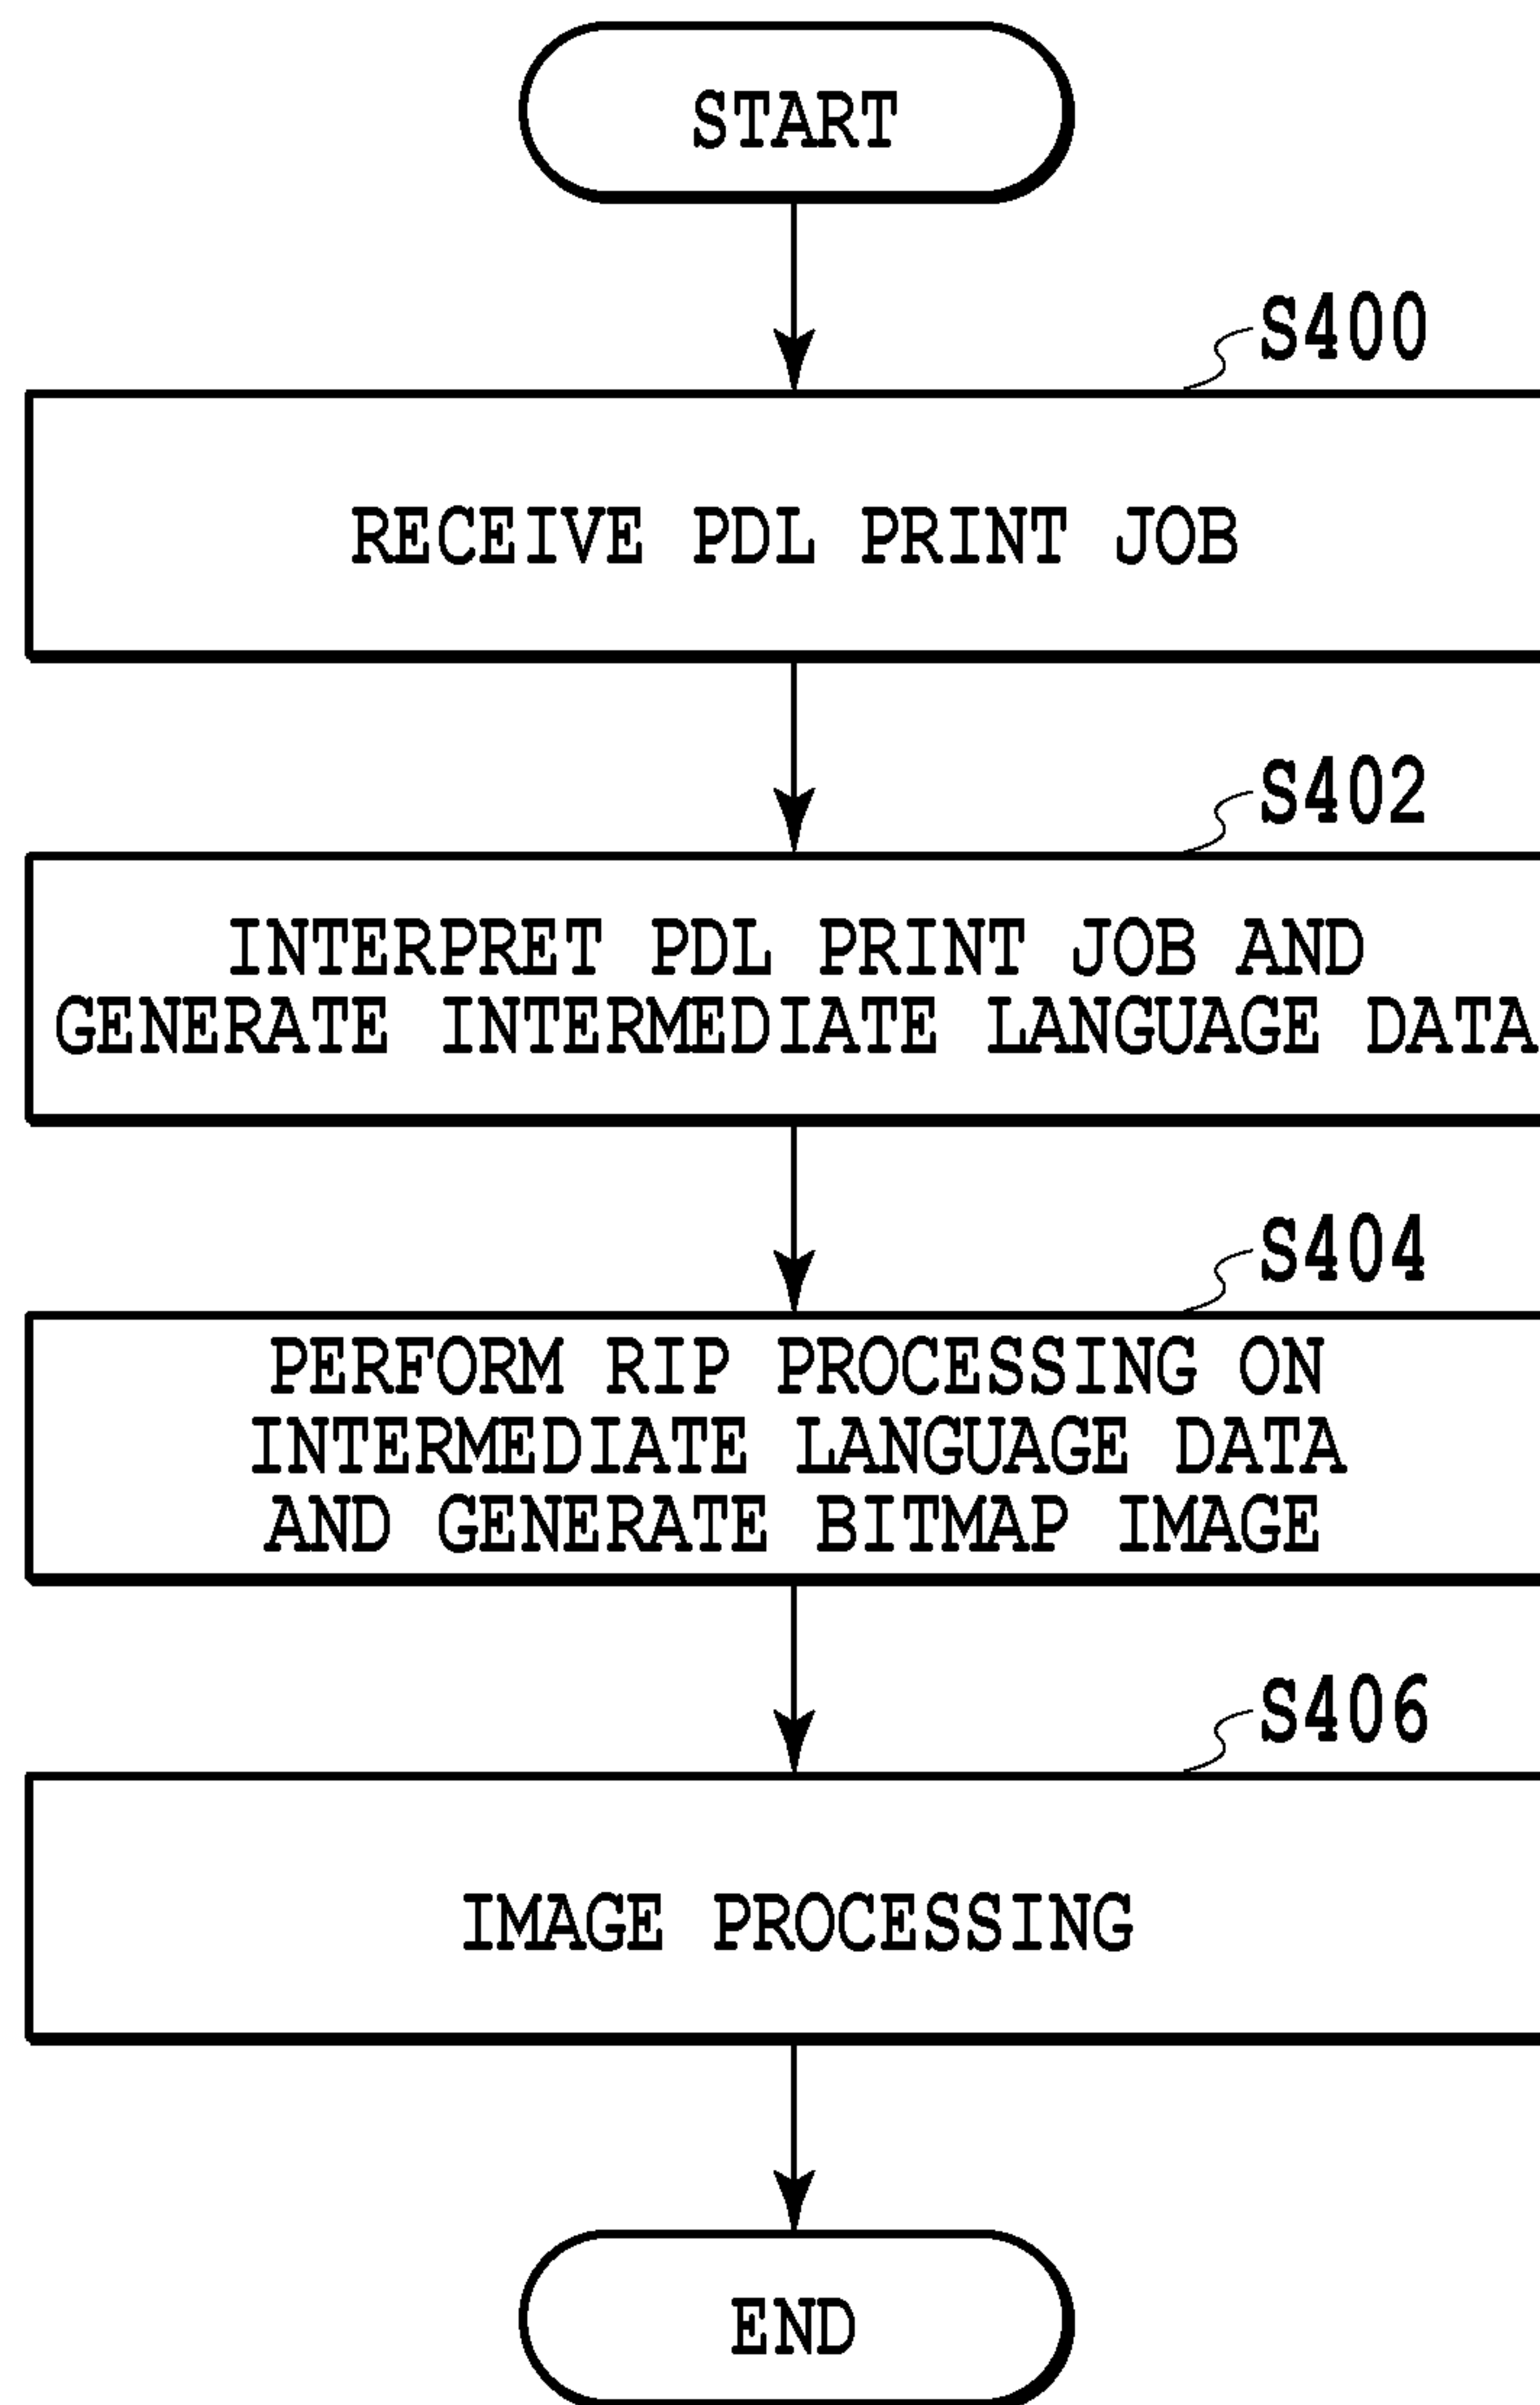 START
S400
RECEIVE PDL PRINT JOB
S402
INTERPRET PDL PRINT JOB AND
GENERATE INTERMEDIATE LANGUAGE DATA
S404
PERFORM RIP PROCESSING ON
INTERMEDIATE LANGUAGE DATA
AND GENERATE BITMAP IMAGE
S406
IMAGE PROCESSING
END